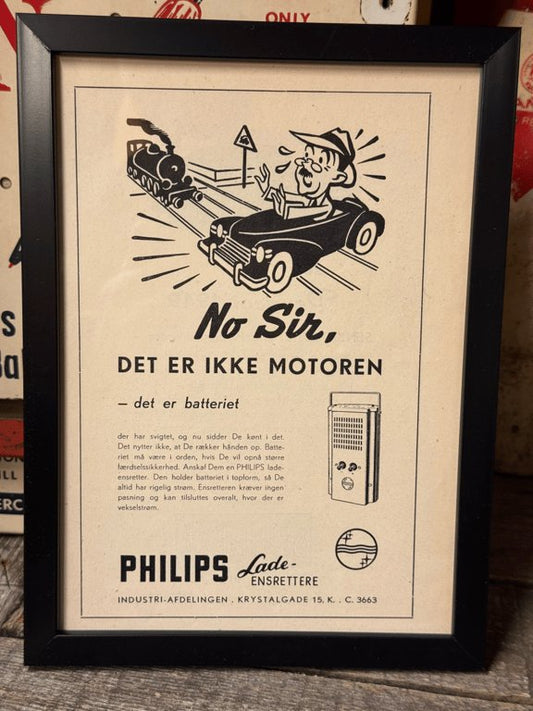 ONLY
No Sir,
DET ER IKKE MOTOREN
— det er batteriet
der har svigtet, og nu sidder De kønt i det.
Det nytter ikke, at De rækker hånden op. Batte-
riet må være i orden, hvis De vil opnå større
færdselssikkerhed. Anskaf Dem en PHILIPS lade-
ensretter. Den holder batteriet i topform, så De
altid har rigelig strøm. Ensretteren kræver ingen
pasning og kan tilsluttes overalt, hvor der er
vekselstrøm.
PHILIPS Lade-
ENSRETTERE
INDUSTRI-AFDELINGEN . KRYSTALGADE 15, K. . C. 3663